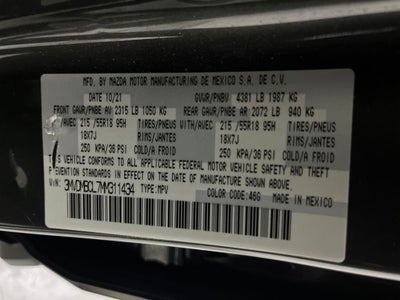 MFD. BY MAZDA MOTOR MANUFACTURING DE MEXICO S.A. DE C.V.
DATE 10/21 GVWR/PNBV 4381 LB 1987 KG
FRONT GAWR/PNBE AV 2315 LB 1050 KG REAR GAWR/PNBE AR 2072 LB 940 KG
/AVEC 215 /55R18 95H TIRES/PNEUS WITH/AVEC 215 /55R18 95H TIRES/PNEUS
18X7J RIMS/JANTES 18X7J RIMS/JANTES
250 KPA/36 PSI COLD/A FROID 250 KPA/36 PSI COLD/A FROID
THIS VEHICLE CONFORMS TO ALL APPLICABLE FEDERAL MOTOR VEHICLE SAFETY AND
THEFT PREVENTION STANDARDS IN EFFECT ON THE DATE OF MANUFACTURE SHOWN ABOVE.
VIN: TYPE:MPV COLOR CODE:46G MADE IN MEXICO